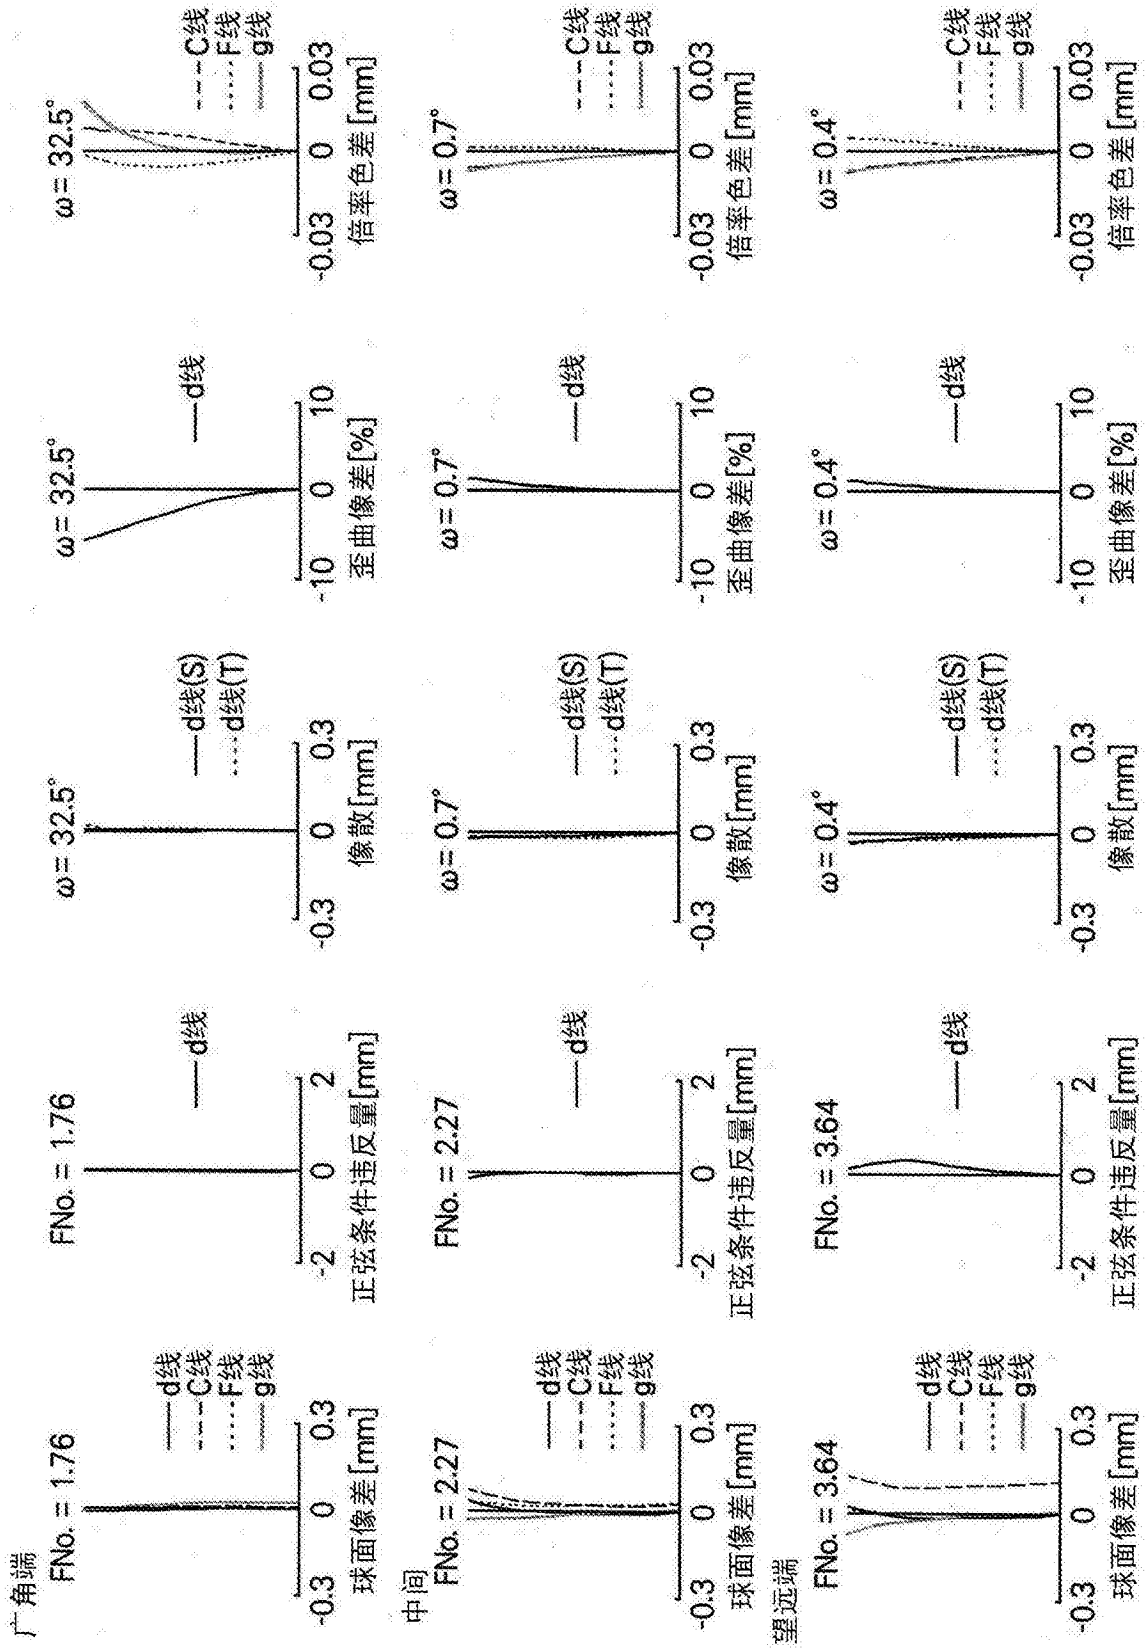 广角端
FNo. = 1.76
d线
C线
F线
g线
-0.3 0 0.3
球面像差[mm]
FNo. = 1.76
d线
-2 0 2
正弦条件违反量[mm]
ω= 32.5°
d线(S)
d线(T)
-0.3 0 0.3
像散[mm]
ω= 32.5°
d线
-10 0 10
歪曲像差[%]
ω= 32.5°
C线
F线
g线
-0.03 0 0.03
倍率色差[mm]
中间
FNo. = 2.27
d线
C线
F线
g线
-0.3 0 0.3
球面像差[mm]
FNo. = 2.27
d线
-2 0 2
正弦条件违反量[mm]
ω= 0.7°
d线(S)
d线(T)
-0.3 0 0.3
像散[mm]
ω= 0.7°
d线
-10 0 10
歪曲像差[%]
ω= 0.7°
C线
F线
g线
-0.03 0 0.03
倍率色差[mm]
望远端
FNo. = 3.64
d线
C线
F线
g线
-0.3 0 0.3
球面像差[mm]
FNo. = 3.64
d线
-2 0 2
正弦条件违反量[mm]
ω= 0.4°
d线(S)
d线(T)
-0.3 0 0.3
像散[mm]
ω= 0.4°
d线
-10 0 10
歪曲像差[%]
ω= 0.4°
C线
F线
g线
-0.03 0 0.03
倍率色差[mm]